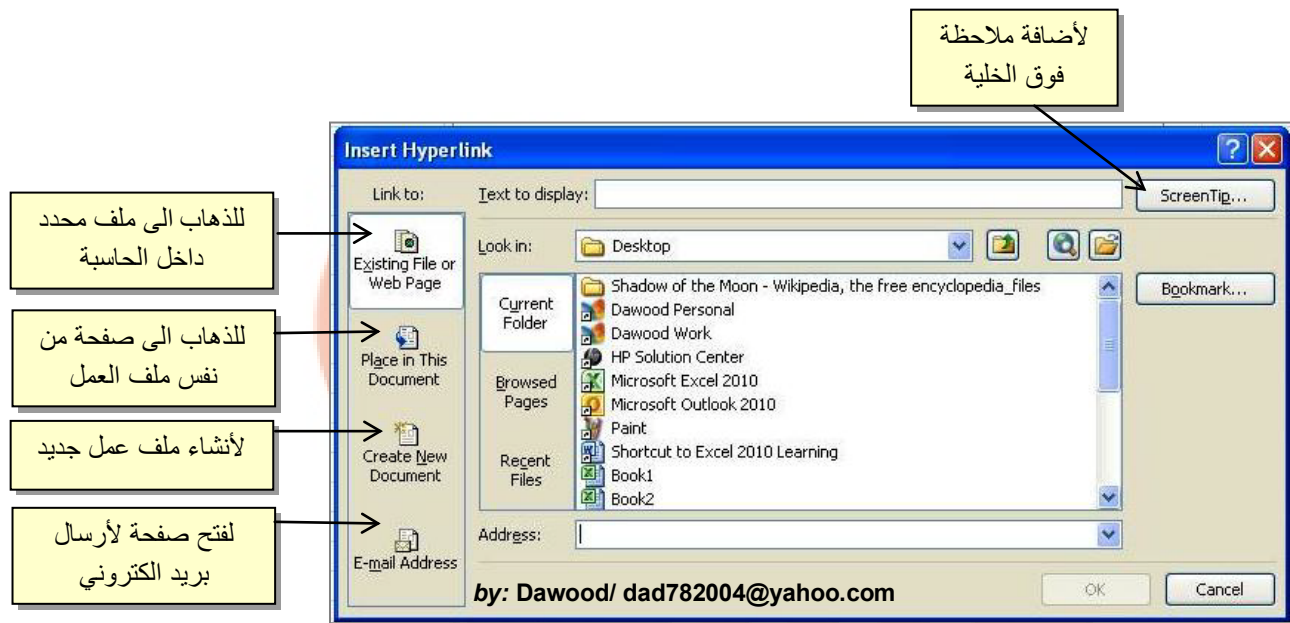 لأضافة ملاحظة
فوق الخلية
Insert Hyperlink
Link to:
Text to display:
ScreenTip...
للذهاب الى ملف محدد
داخل الحاسبة
Existing File or
Web Page
Look in:
Desktop
Current
Folder
Shadow of the Moon - Wikipedia, the free encyclopedia_files
Dawood Personal
Dawood Work
HP Solution Center
Microsoft Excel 2010
Microsoft Outlook 2010
Paint
Shortcut to Excel 2010 Learning
Book1
Book2
Bookmark...
للذهاب الى صفحة من
نفس ملف العمل
Place in This
Document
Browsed
Pages
لأنشاء ملف عمل جديد
Create New
Document
Recent
Files
لفتح صفحة لأرسال
بريد الكتروني
E-mail Address
Address:
by: Dawood/ dad782004@yahoo.com
OK
Cancel